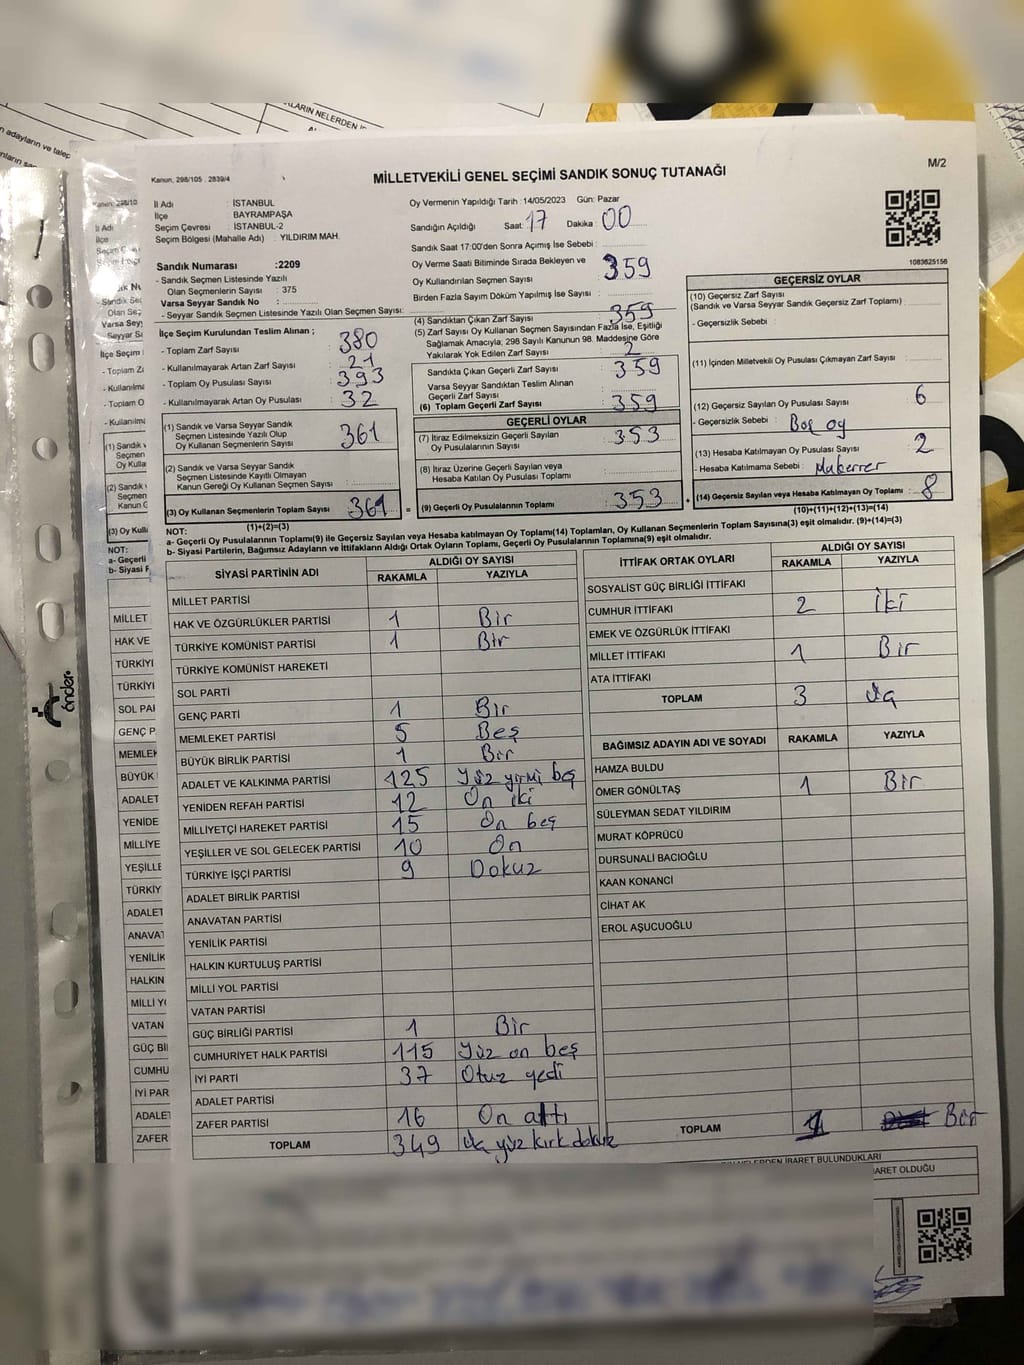 LARIN NELERDEN İ
n adayların ve talep
Kanun, 298/105 . 2839/4
MİLLETVEKİLİ GENEL SEÇİMİ SANDIK SONUÇ TUTANAĞI
M/2
İl Adı : İSTANBUL
İlçe BAYRAMPAŞA
Seçim Çevresi : İSTANBUL-2
Seçim Bölgesi (Mahalle Adı) : YILDIRIM MAH.
Oy Vermenin Yapıldığı Tarih : 14/05/2023 Gün: Pazar
Sandığın Açıldığı Saat: 17 Dakika : 00
Sandık Saat 17:00'den Sonra Açımış İse Sebebi :
Oy Verme Saati Bitiminde Sırada Bekleyen ve
Oy Kullandırılan Seçmen Sayısı : 359
Birden Fazla Sayım Döküm Yapılmış İse Sayısı :
1083625156
Sandık Numarası :2209
- Sandık Seçmen Listesinde Yazılı
Olan Seçmenlerin Sayısı : 375
Varsa Seyyar Sandık No :
- Seyyar Sandık Seçmen Listesinde Yazılı Olan Seçmen Sayısı:
İlçe Seçim Kurulundan Teslim Alınan ;
- Toplam Zarf Sayısı : 380
- Kullanılmayarak Artan Zarf Sayısı : 21
- Toplam Oy Pusulası Sayısı : 393
- Kullanılmayarak Artan Oy Pusulası : 32
(1) Sandık ve Varsa Seyyar Sandık
Seçmen Listesinde Yazılı Olup
Oy Kullanan Seçmenlerin Sayısı : 361
(2) Sandık ve Varsa Seyyar Sandık
Seçmen Listesinde Kayıtlı Olmayan
Kanun Gereği Oy Kullanan Seçmen Sayısı :
(3) Oy Kullanan Seçmenlerin Toplam Sayısı : 361
(1)+(2)=(3)
(4) Sandıktan Çıkan Zarf Sayısı : 359
(5) Zarf Sayısı Oy Kullanan Seçmen Sayısından Fazla İse, Eşitliği
Sağlamak Amacıyla; 298 Sayılı Kanunun 98. Maddesine Göre
Yakılarak Yok Edilen Zarf Sayısı : 2
Sandıkta Çıkan Geçerli Zarf Sayısı : 359
Varsa Seyyar Sandıktan Teslim Alınan
Geçerli Zarf Sayısı
(6) Toplam Geçerli Zarf Sayısı : 359
GEÇERLİ OYLAR
(7) İtiraz Edilmeksizin Geçerli Sayılan
Oy Pusulalarının Sayısı : 353
(8) İtiraz Üzerine Geçerli Sayılan veya
Hesaba Katılan Oy Pusulası Toplamı :
= (9) Geçerli Oy Pusulalarının Toplamı : 353
GEÇERSİZ OYLAR
(10) Geçersiz Zarf Sayısı
(Sandık ve Varsa Seyyar Sandık Geçersiz Zarf Toplamı) :
- Geçersizlik Sebebi :
(11) İçinden Milletvekili Oy Pusulası Çıkmayan Zarf Sayısı :
(12) Geçersiz Sayılan Oy Pusulası Sayısı : 6
- Geçersizlik Sebebi : Boş oy
(13) Hesaba Katılmayan Oy Pusulası Sayısı : 2
- Hesaba Katılmama Sebebi : Mükerrer
+ (14) Geçersiz Sayılan veya Hesaba Katılmayan Oy Toplamı : 8
(10)+(11)+(12)+(13)=(14)
NOT:
a- Geçerli Oy Pusulalarının Toplamı(9) ile Geçersiz Sayılan veya Hesaba katılmayan Oy Toplamı(14) Toplamları, Oy Kullanan Seçmenlerin Toplam Sayısına(3) eşit olmalıdır. (9)+(14)=(3)
b- Siyasi Partilerin, Bağımsız Adayların ve İttifakların Aldığı Ortak Oyların Toplamı, Geçerli Oy Pusulalarının Toplamına(9) eşit olmalıdır.
SİYASİ PARTİNİN ADI ALDIĞI OY SAYISI
RAKAMLA YAZIYLA
MİLLET PARTİSİ
HAK VE ÖZGÜRLÜKLER PARTİSİ 1 Bir
TÜRKİYE KOMÜNİST PARTİSİ 1 Bir
TÜRKİYE KOMÜNİST HAREKETİ
SOL PARTİ
GENÇ PARTİ 1 Bir
MEMLEKET PARTİSİ 5 Beş
BÜYÜK BİRLİK PARTİSİ 1 Bir
ADALET VE KALKINMA PARTİSİ 125 Yüz yirmi beş
YENİDEN REFAH PARTİSİ 12 On iki
MİLLİYETÇİ HAREKET PARTİSİ 15 On beş
YEŞİLLER VE SOL GELECEK PARTİSİ 10 On
TÜRKİYE İŞÇİ PARTİSİ 9 Dokuz
ADALET BİRLİK PARTİSİ
ANAVATAN PARTİSİ
YENİLİK PARTİSİ
HALKIN KURTULUŞ PARTİSİ
MİLLİ YOL PARTİSİ
VATAN PARTİSİ
GÜÇ BİRLİĞİ PARTİSİ 1 Bir
CUMHURİYET HALK PARTİSİ 115 Yüz on beş
İYİ PARTİ 37 Otuz yedi
ADALET PARTİSİ
ZAFER PARTİSİ 16 On altı
TOPLAM 349 Üç yüz kırk dokuz
İTTİFAK ORTAK OYLARI ALDIĞI OY SAYISI
RAKAMLA YAZIYLA
SOSYALİST GÜÇ BİRLİĞİ İTTİFAKI
CUMHUR İTTİFAKI 2 İki
EMEK VE ÖZGÜRLÜK İTTİFAKI
MİLLET İTTİFAKI 1 Bir
ATA İTTİFAKI
TOPLAM 3 Üç
BAĞIMSIZ ADAYIN ADI VE SOYADI RAKAMLA YAZIYLA
HAMZA BULDU
ÖMER GÖNÜLTAŞ 1 Bir
SÜLEYMAN SEDAT YILDIRIM
MURAT KÖPRÜCÜ
DURSUNALİ BACIOĞLU
KAAN KONANCİ
CİHAT AK
EROL AŞUCUOĞLU
TOPLAM 1 Bir
NELERDEN İBARET BULUNDUKLARI
ARET OLDUĞU
önder